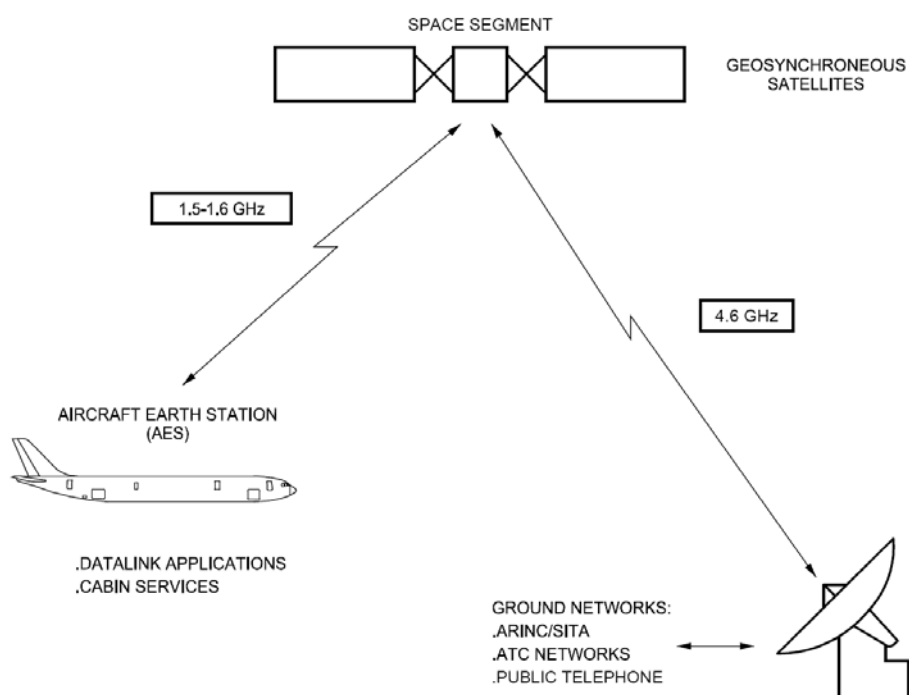 SPACE SEGMENT
GEOSYNCHRONEOUS
SATELLITES
1.5-1.6 GHz
4.6 GHz
AIRCRAFT EARTH STATION
(AES)
.DATALINK APPLICATIONS
.CABIN SERVICES
GROUND NETWORKS:
.ARINC/SITA
.ATC NETWORKS
.PUBLIC TELEPHONE